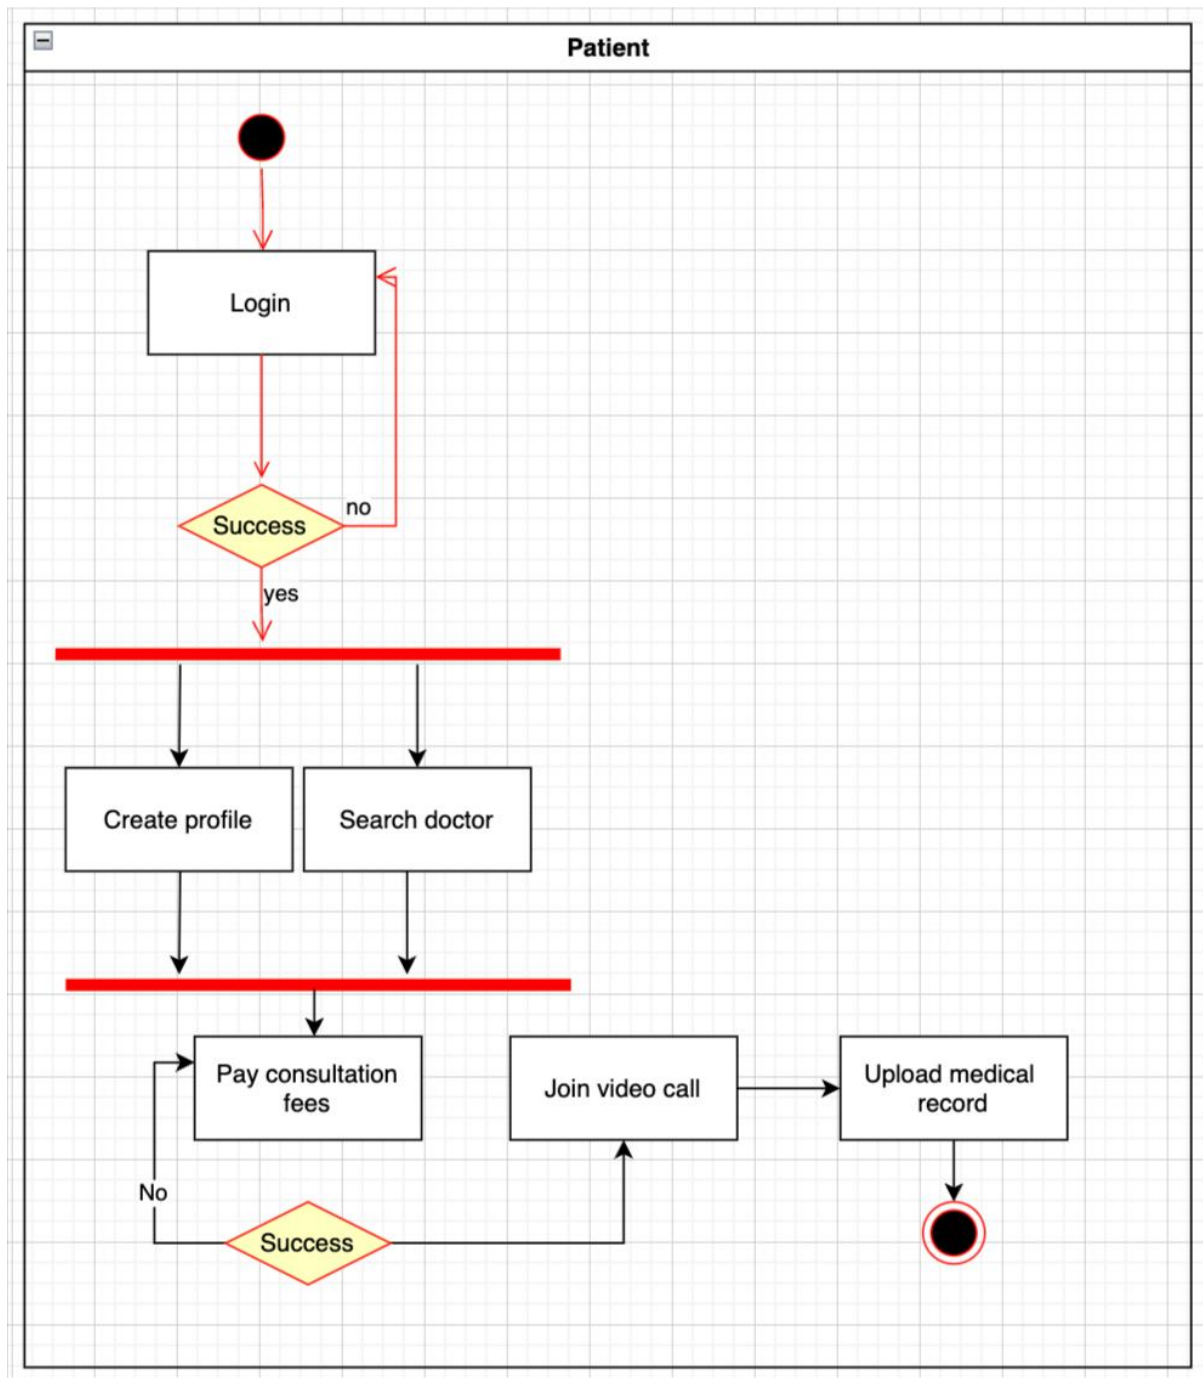 Patient
Login
Success
no
yes
Create profile
Search doctor
Pay consultation
fees
Join video call
Upload medical
record
No
Success